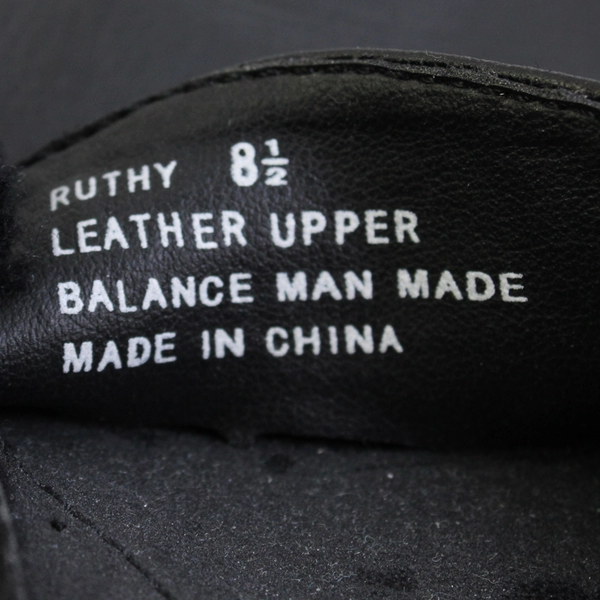 RUTHY 8½
LEATHER UPPER
BALANCE MAN MADE
MADE IN CHINA